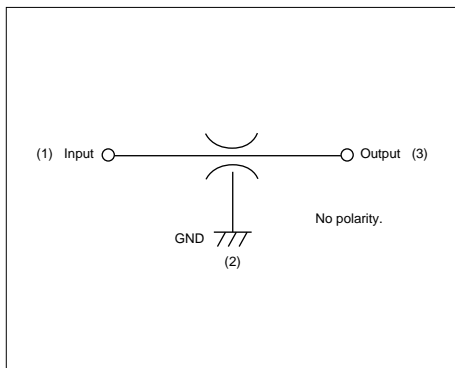 (1) Input Output (3)
No polarity.
GND
(2)